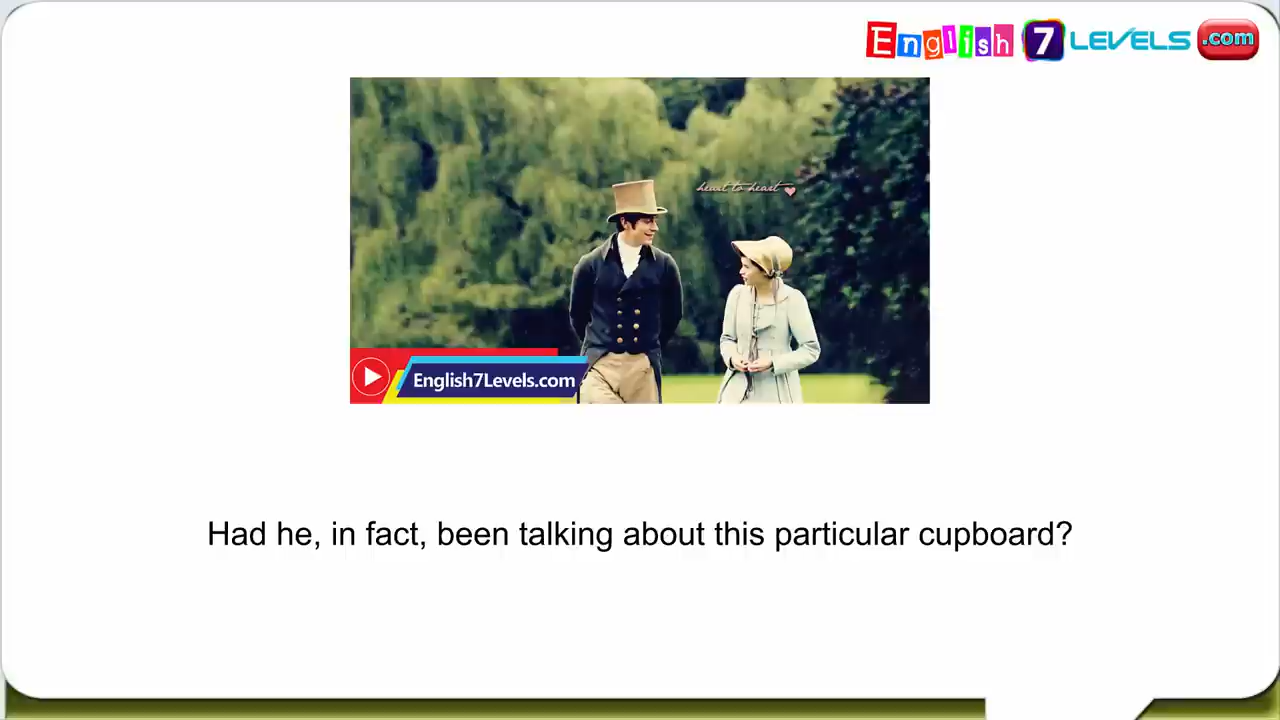 English 7 LEVELS .com
heart to heart
English7Levels.com
Had he, in fact, been talking about this particular cupboard?